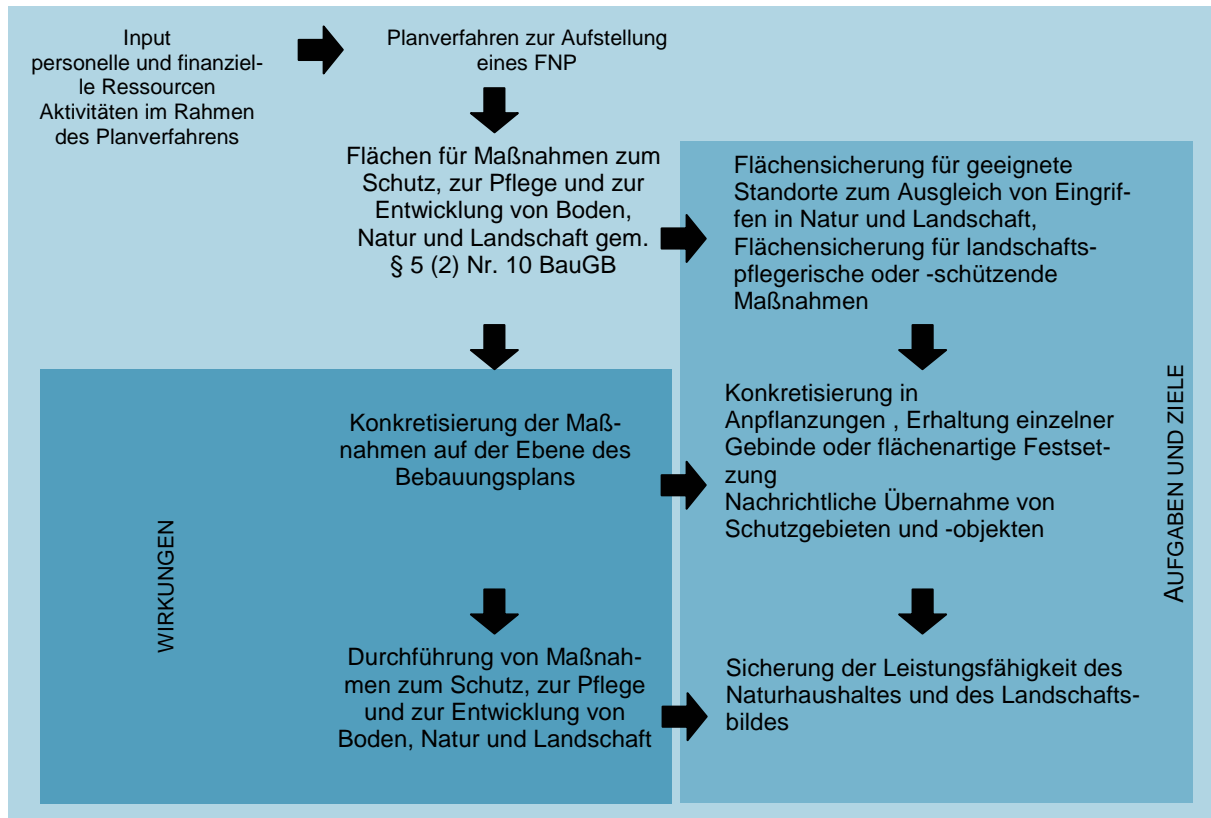 Input
personelle und finanziel-
le Ressourcen
Aktivitäten im Rahmen
des Planverfahrens
Planverfahren zur Aufstellung
eines FNP
Flächen für Maßnahmen zum
Schutz, zur Pflege und zur
Entwicklung von Boden,
Natur und Landschaft gem.
§ 5 (2) Nr. 10 BauGB
Flächensicherung für geeignete
Standorte zum Ausgleich von Eingrif-
fen in Natur und Landschaft,
Flächensicherung für landschafts-
pflegerische oder -schützende
Maßnahmen
Konkretisierung der Maß-
nahmen auf der Ebene des
Bebauungsplans
Konkretisierung in
Anpflanzungen , Erhaltung einzelner
Gebinde oder flächenartige Festset-
zung
Nachrichtliche Übernahme von
Schutzgebieten und -objekten
Durchführung von Maßnah-
men zum Schutz, zur Pflege
und zur Entwicklung von
Boden, Natur und Landschaft
Sicherung der Leistungsfähigkeit des
Naturhaushaltes und des Landschafts-
bildes
WIRKUNGEN
AUFGABEN UND ZIELE